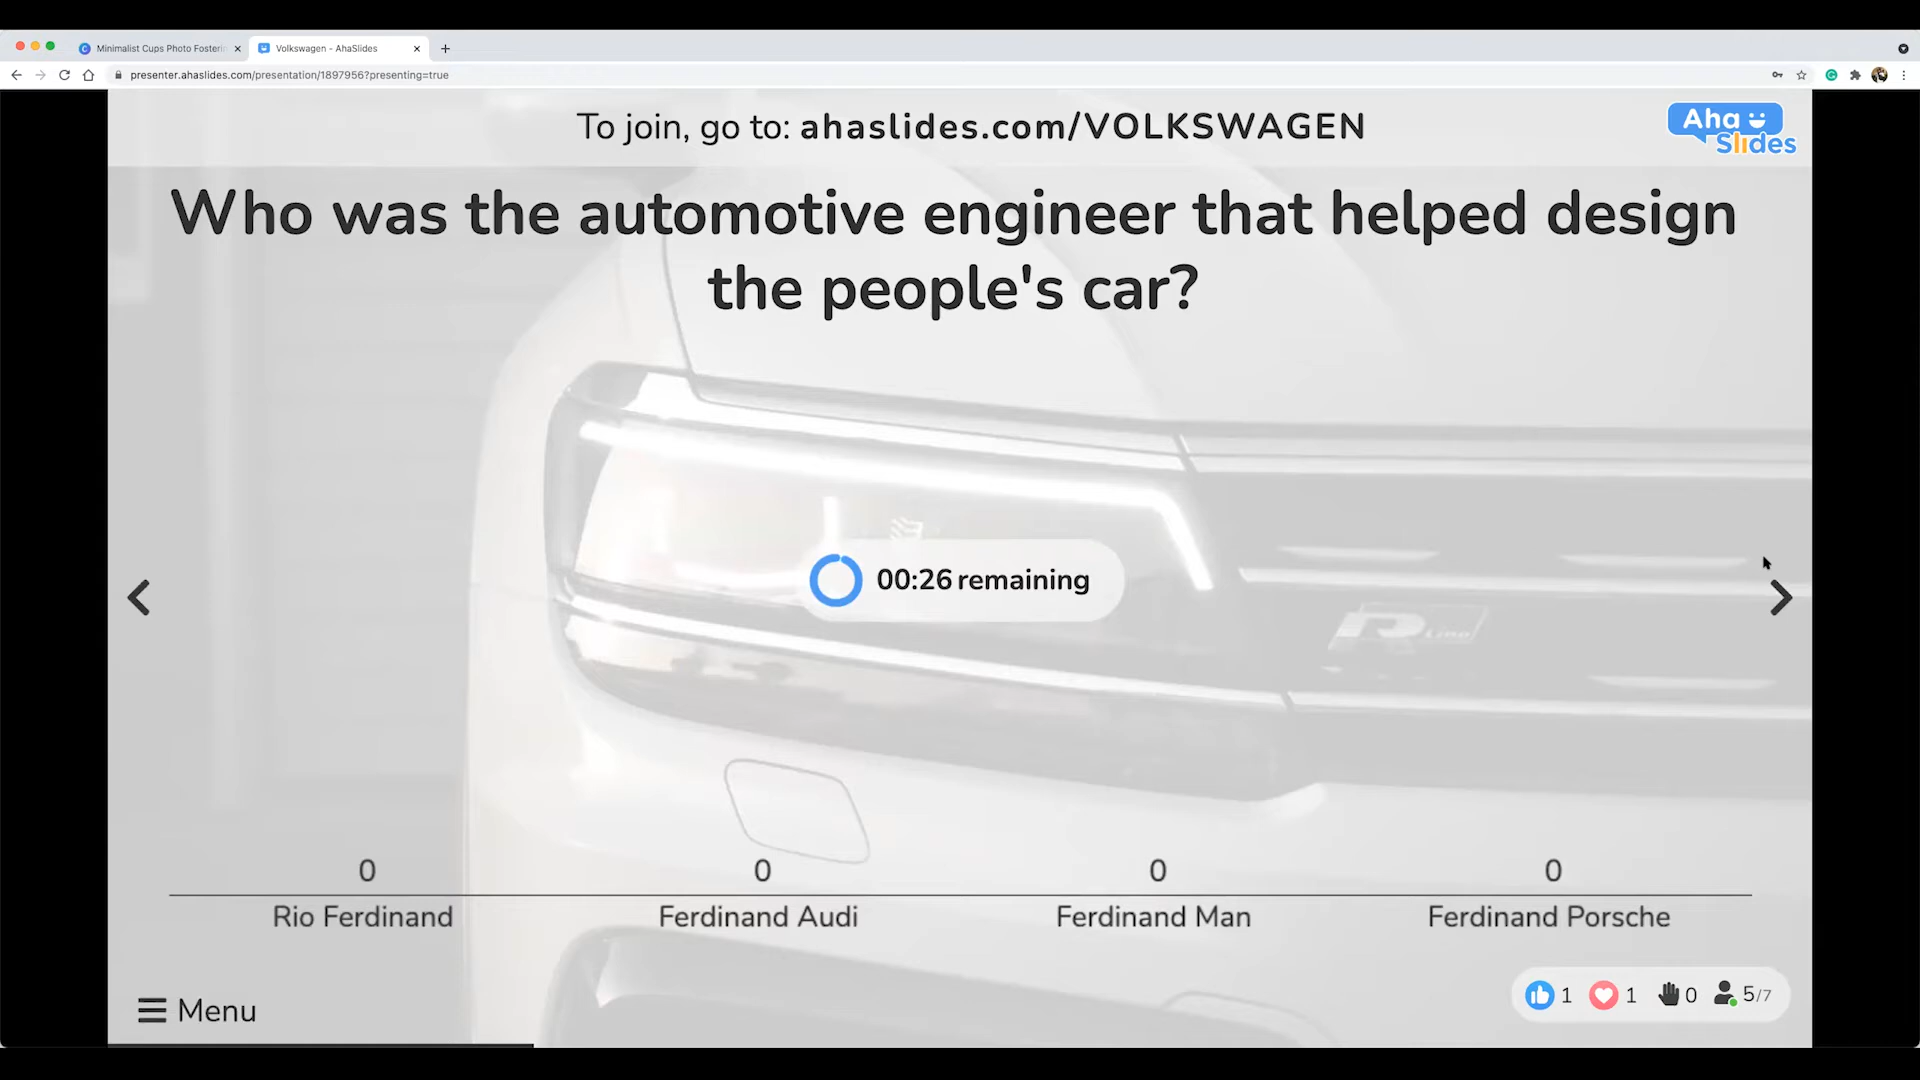 Minimalist Cups Photo Fosterin
Volkswagen - AhaSlides
presenter.ahaslides.com/presentation/1897956?presenting=true
To join, go to: ahaslides.com/VOLKSWAGEN
Aha
Slides
Who was the automotive engineer that helped design
the people's car?
00:26 remaining
R Line
0 0 0 0
Rio Ferdinand Ferdinand Audi Ferdinand Man Ferdinand Porsche
Menu
1 1 0 5/7